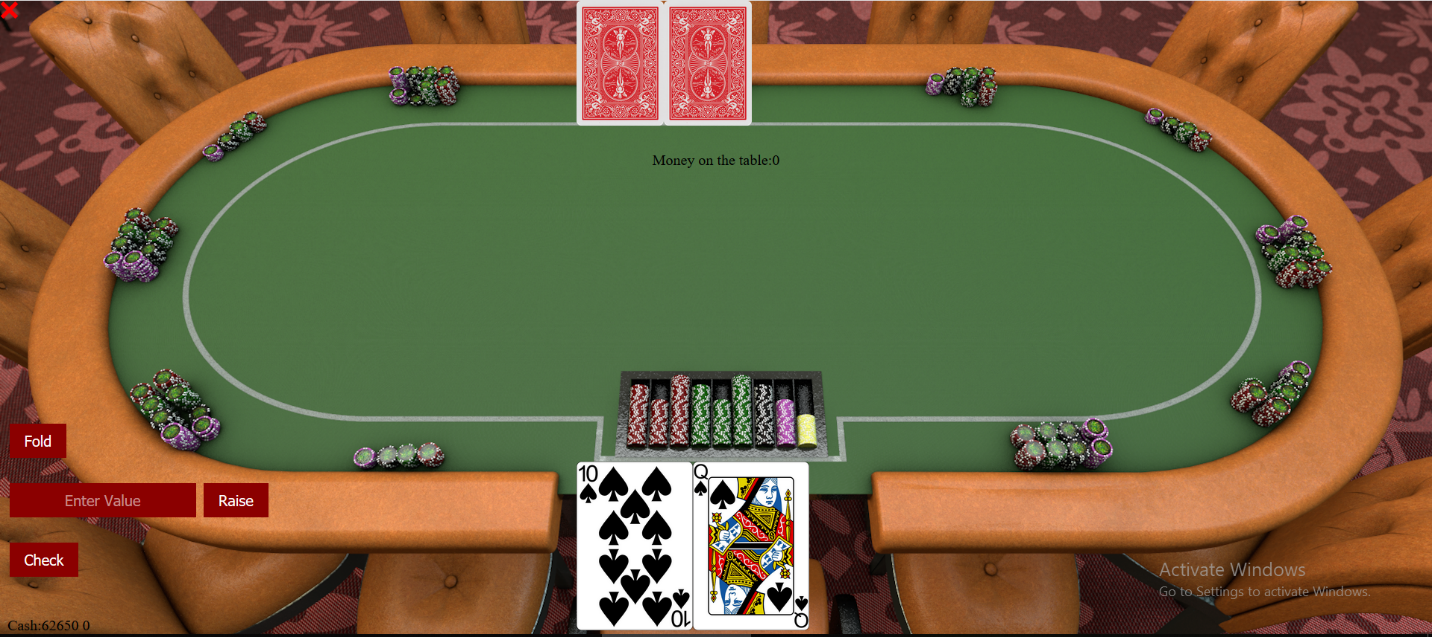 Money on the table:0
Fold
Enter Value
Raise
10
Q
Check
10
Q
Activate Windows
Go to Settings to activate Windows.
Cash:62650 0